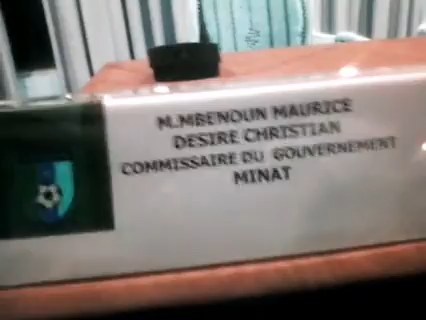 M.MBENOUN MAURICE
DESIRE CHRISTIAN
COMMISSAIRE DU GOUVERNEMENT
MINAT